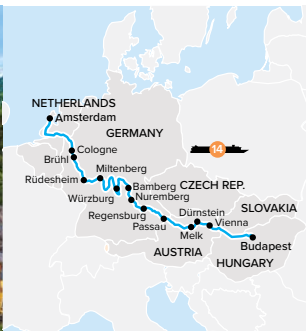 NETHERLANDS
Amsterdam
GERMANY
14
Cologne
Brühl
Miltenberg
Rüdesheim
Bamberg
CZECH REP.
Würzburg
Nuremberg
Regensburg
Dürnstein
SLOVAKIA
Passau
Vienna
Melk
Budapest
AUSTRIA
HUNGARY